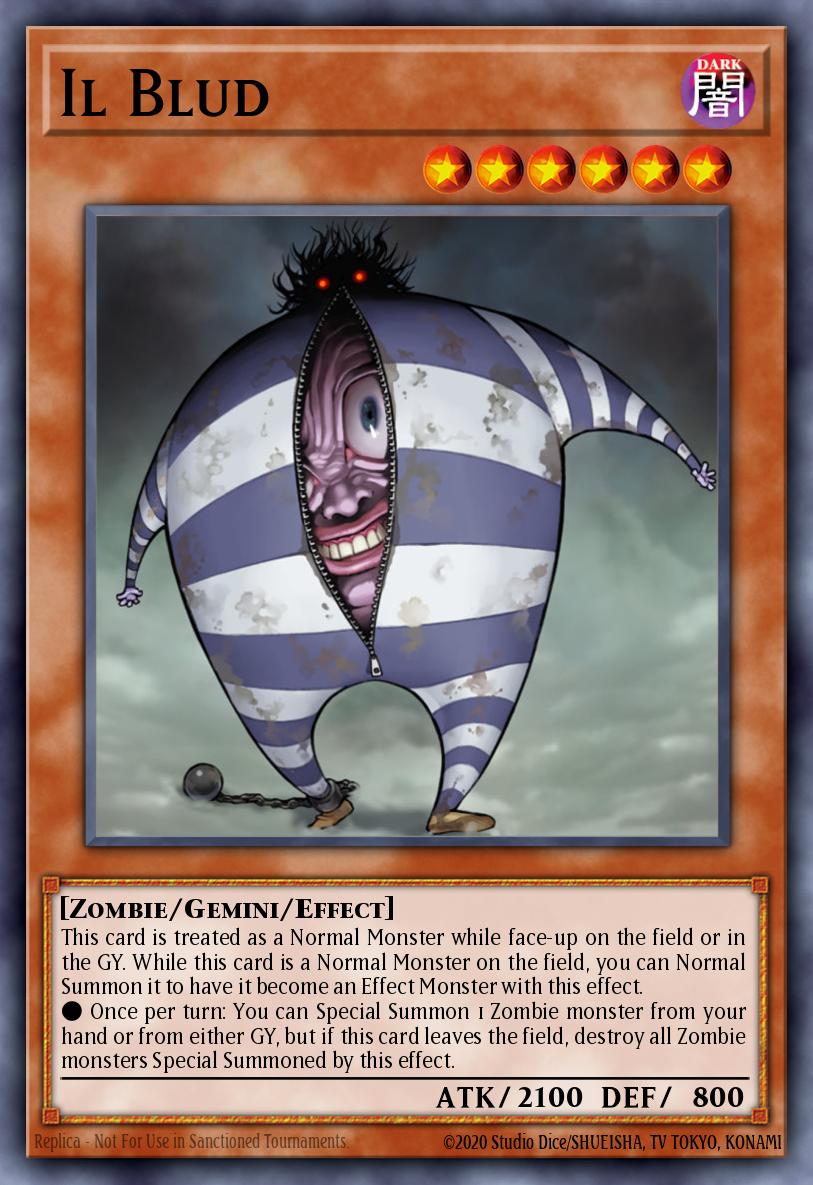 Il Blud
DARK
闇
[Zombie/Gemini/Effect]
This card is treated as a Normal Monster while face-up on the field or in
the GY. While this card is a Normal Monster on the field, you can Normal
Summon it to have it become an Effect Monster with this effect.
● Once per turn: You can Special Summon 1 Zombie monster from your
hand or from either GY, but if this card leaves the field, destroy all Zombie
monsters Special Summoned by this effect.
ATK/ 2100 DEF/ 800
Replica - Not For Use in Sanctioned Tournaments.
©2020 Studio Dice/SHUEISHA, TV TOKYO, KONAMI